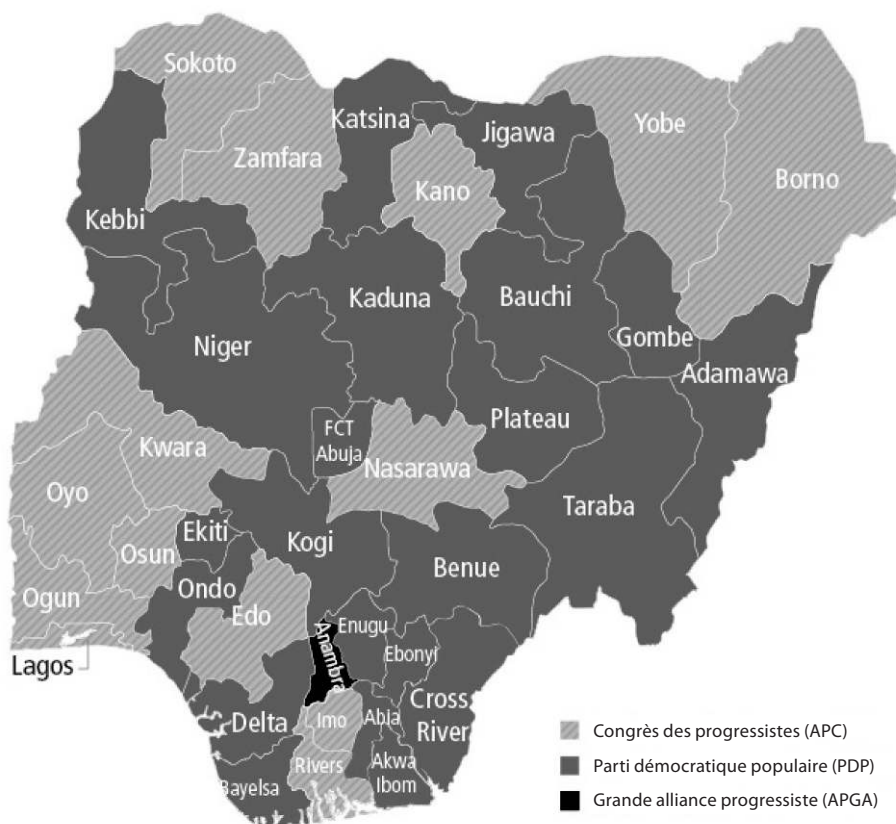 Sokoto
Katsina
Jigawa
Yobe
Zamfara
Kano
Borno
Kebbi
Kaduna
Bauchi
Niger
Gombe
Adamawa
FCT
Abuja
Plateau
Kwara
Nasarawa
Oyo
Taraba
Ekiti
Kogi
Osun
Benue
Ondo
Ogun
Edo
Enugu
Anambra
Ebonyi
Lagos
Cross
River
Delta
Imo
Abia
Rivers
Akwa
Ibom
Bayelsa
Congrès des progressistes (APC)
Parti démocratique populaire (PDP)
Grande alliance progressiste (APGA)